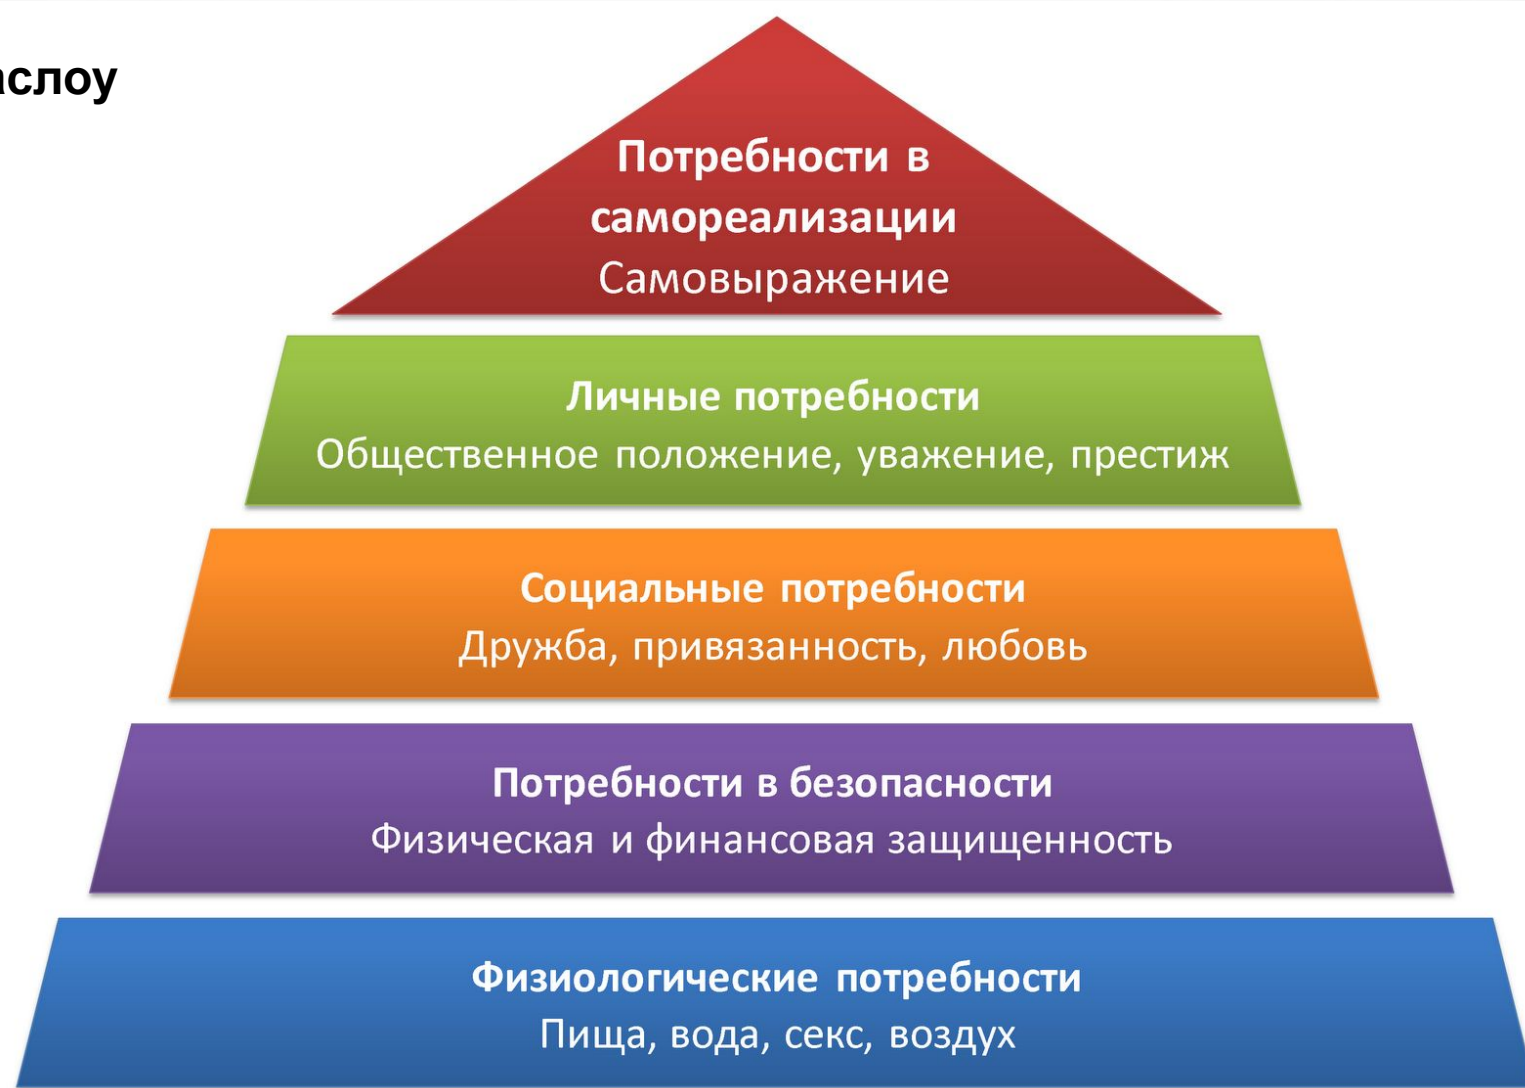 аслоу
Потребности в
самореализации
Самовыражение
Личные потребности
Общественное положение, уважение, престиж
Социальные потребности
Дружба, привязанность, любовь
Потребности в безопасности
Физическая и финансовая защищенность
Физиологические потребности
Пища, вода, секс, воздух